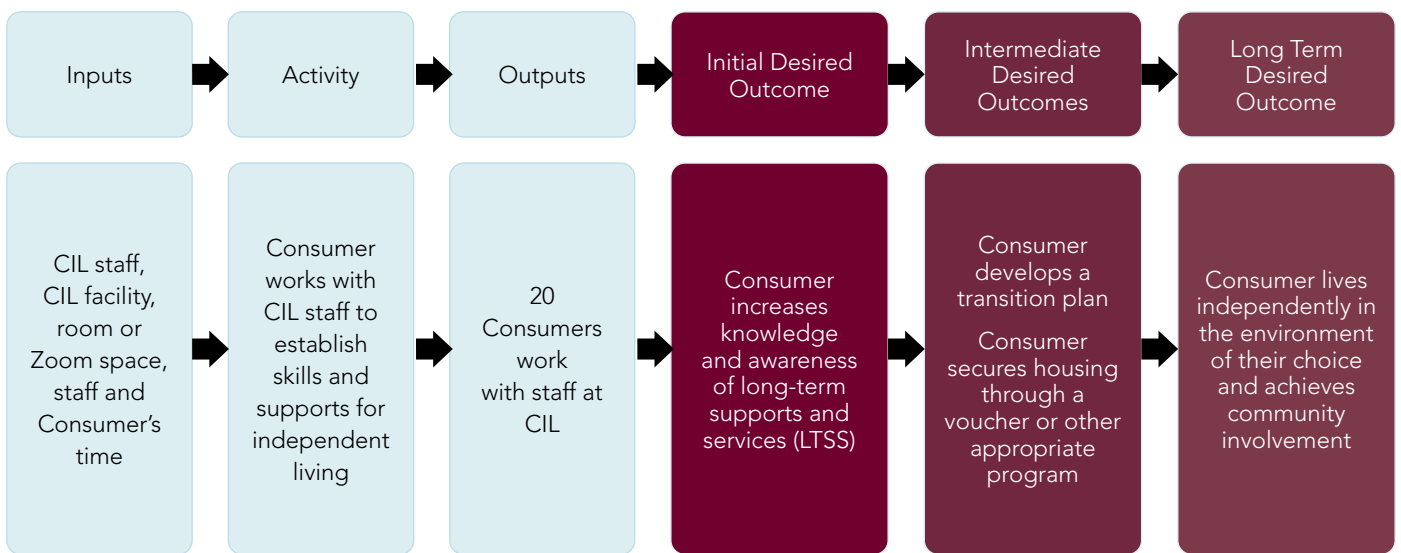 Inputs
Activity
Outputs
Initial Desired
Outcome
Intermediate
Desired
Outcomes
Long Term
Desired
Outcome
CIL staff,
CIL facility,
room or
Zoom space,
staff and
Consumer’s
time
Consumer
works with
CIL staff to
establish
skills and
supports for
independent
living
20
Consumers
work
with staff at
CIL
Consumer
increases
knowledge
and awareness
of long-term
supports and
services (LTSS)
Consumer
develops a
transition plan
Consumer
secures housing
through a
voucher or other
appropriate
program
Consumer lives
independently in
the environment
of their choice
and achieves
community
involvement